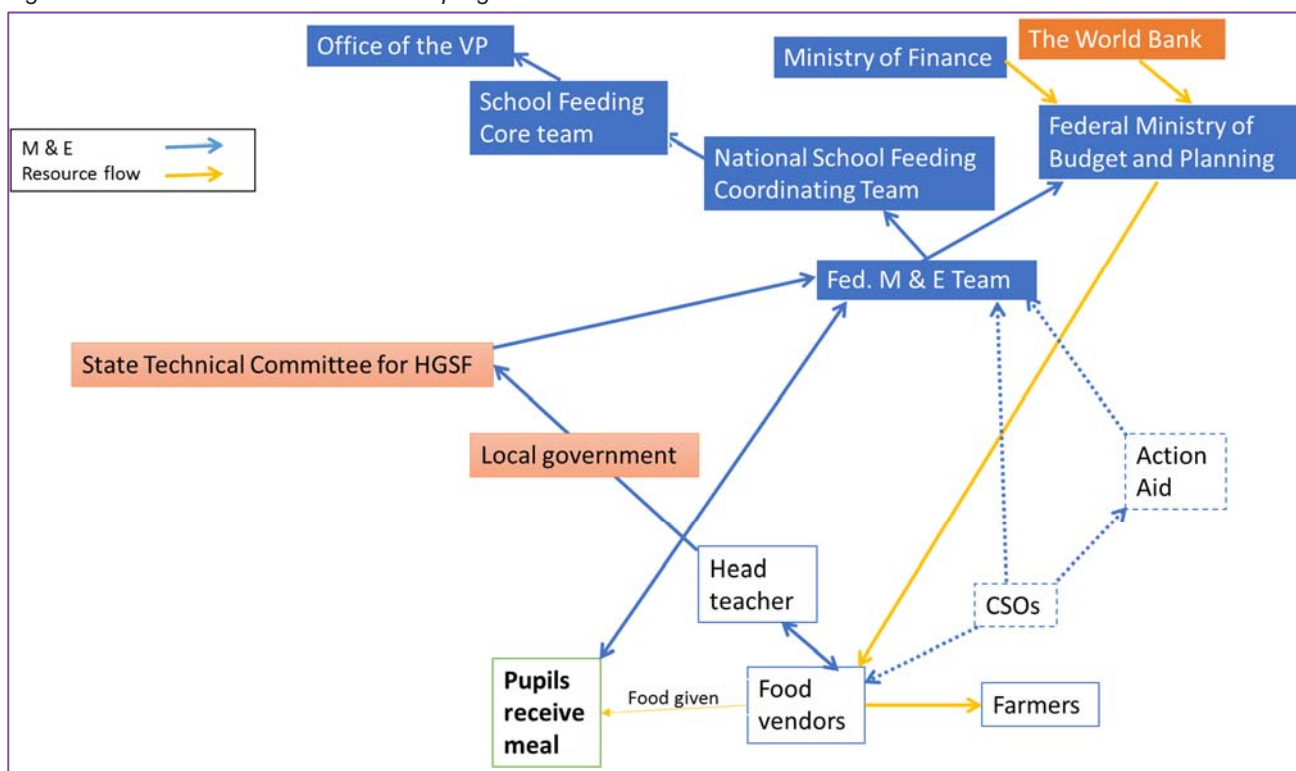 Office of the VP
Ministry of Finance
The World Bank
School Feeding
Core team
Federal Ministry of
Budget and Planning
M & E
Resource flow
National School Feeding
Coordinating Team
Fed. M & E Team
State Technical Committee for HGSF
Local government
Action
Aid
Head
teacher
CSOs
Pupils
receive
meal
Food given
Food
vendors
Farmers